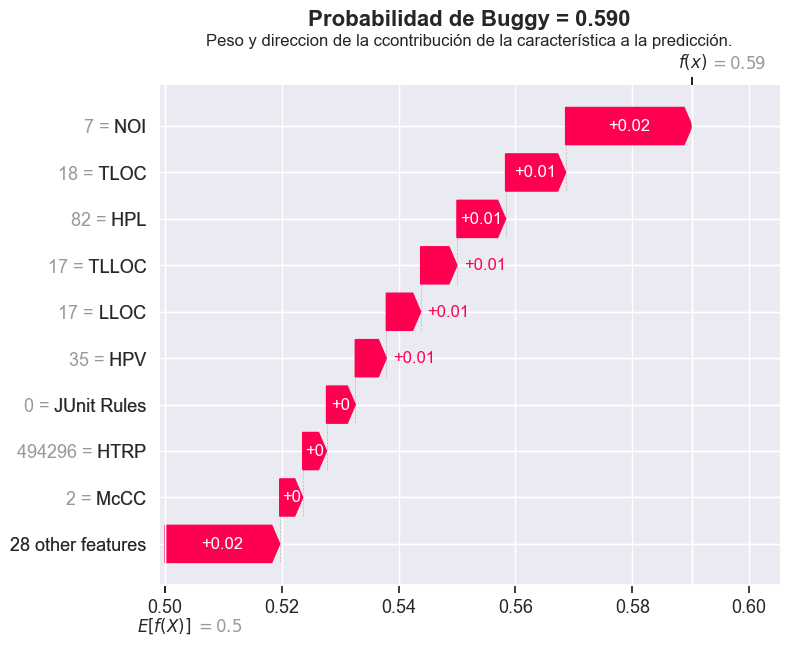 Probabilidad de Buggy = 0.590
Peso y direccion de la ccontribución de la característica a la predicción.
f(x) = 0.59
7 = NOI +0.02
18 = TLOC +0.01
82 = HPL +0.01
17 = TLLOC +0.01
17 = LLOC +0.01
35 = HPV +0.01
0 = JUnit Rules +0
494296 = HTRP +0
2 = McCC +0
28 other features +0.02
0.50 0.52 0.54 0.56 0.58 0.60
E[f(X)] = 0.5